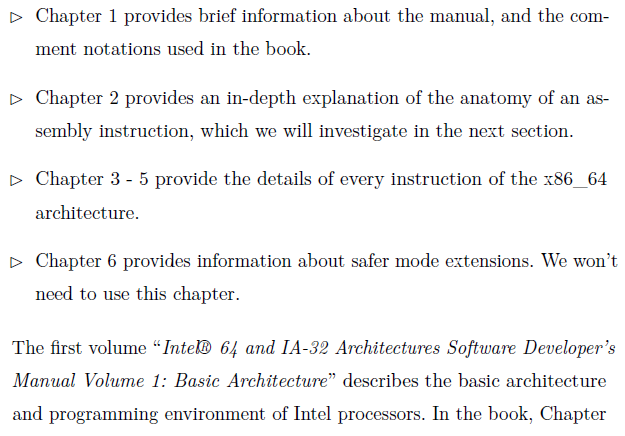 ▷ Chapter 1 provides brief information about the manual, and the com-
ment notations used in the book.
▷ Chapter 2 provides an in-depth explanation of the anatomy of an as-
sembly instruction, which we will investigate in the next section.
▷ Chapter 3 - 5 provide the details of every instruction of the x86_64
architecture.
▷ Chapter 6 provides information about safer mode extensions. We won’t
need to use this chapter.
The first volume “Intel® 64 and IA-32 Architectures Software Developer’s
Manual Volume 1: Basic Architecture” describes the basic architecture
and programming environment of Intel processors. In the book, Chapter